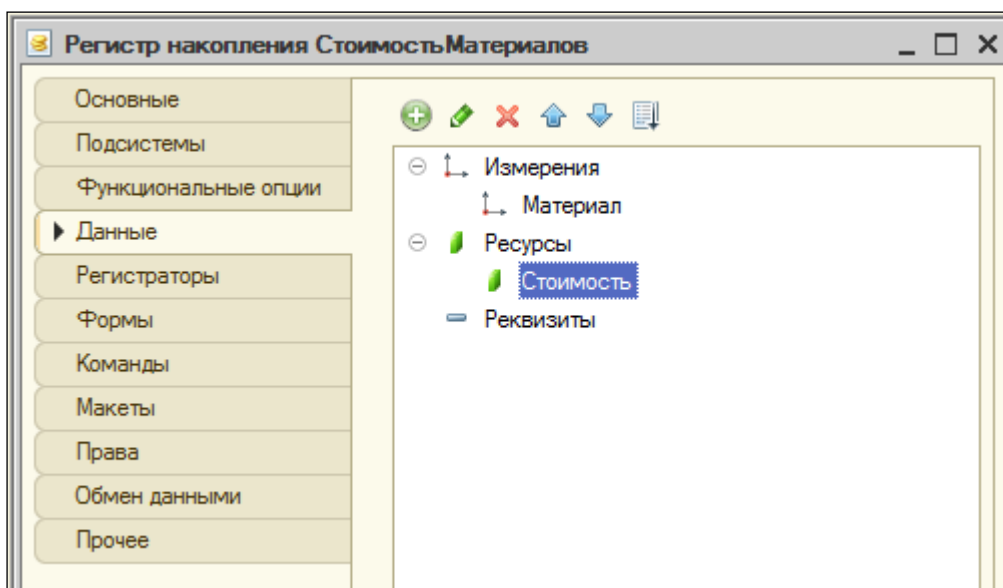 Регистр накопления СтоимостьМатериалов
Основные
Подсистемы
Функциональные опции
Данные
Регистраторы
Формы
Команды
Макеты
Права
Обмен данными
Прочее
Измерения
Материал
Ресурсы
Стоимость
Реквизиты